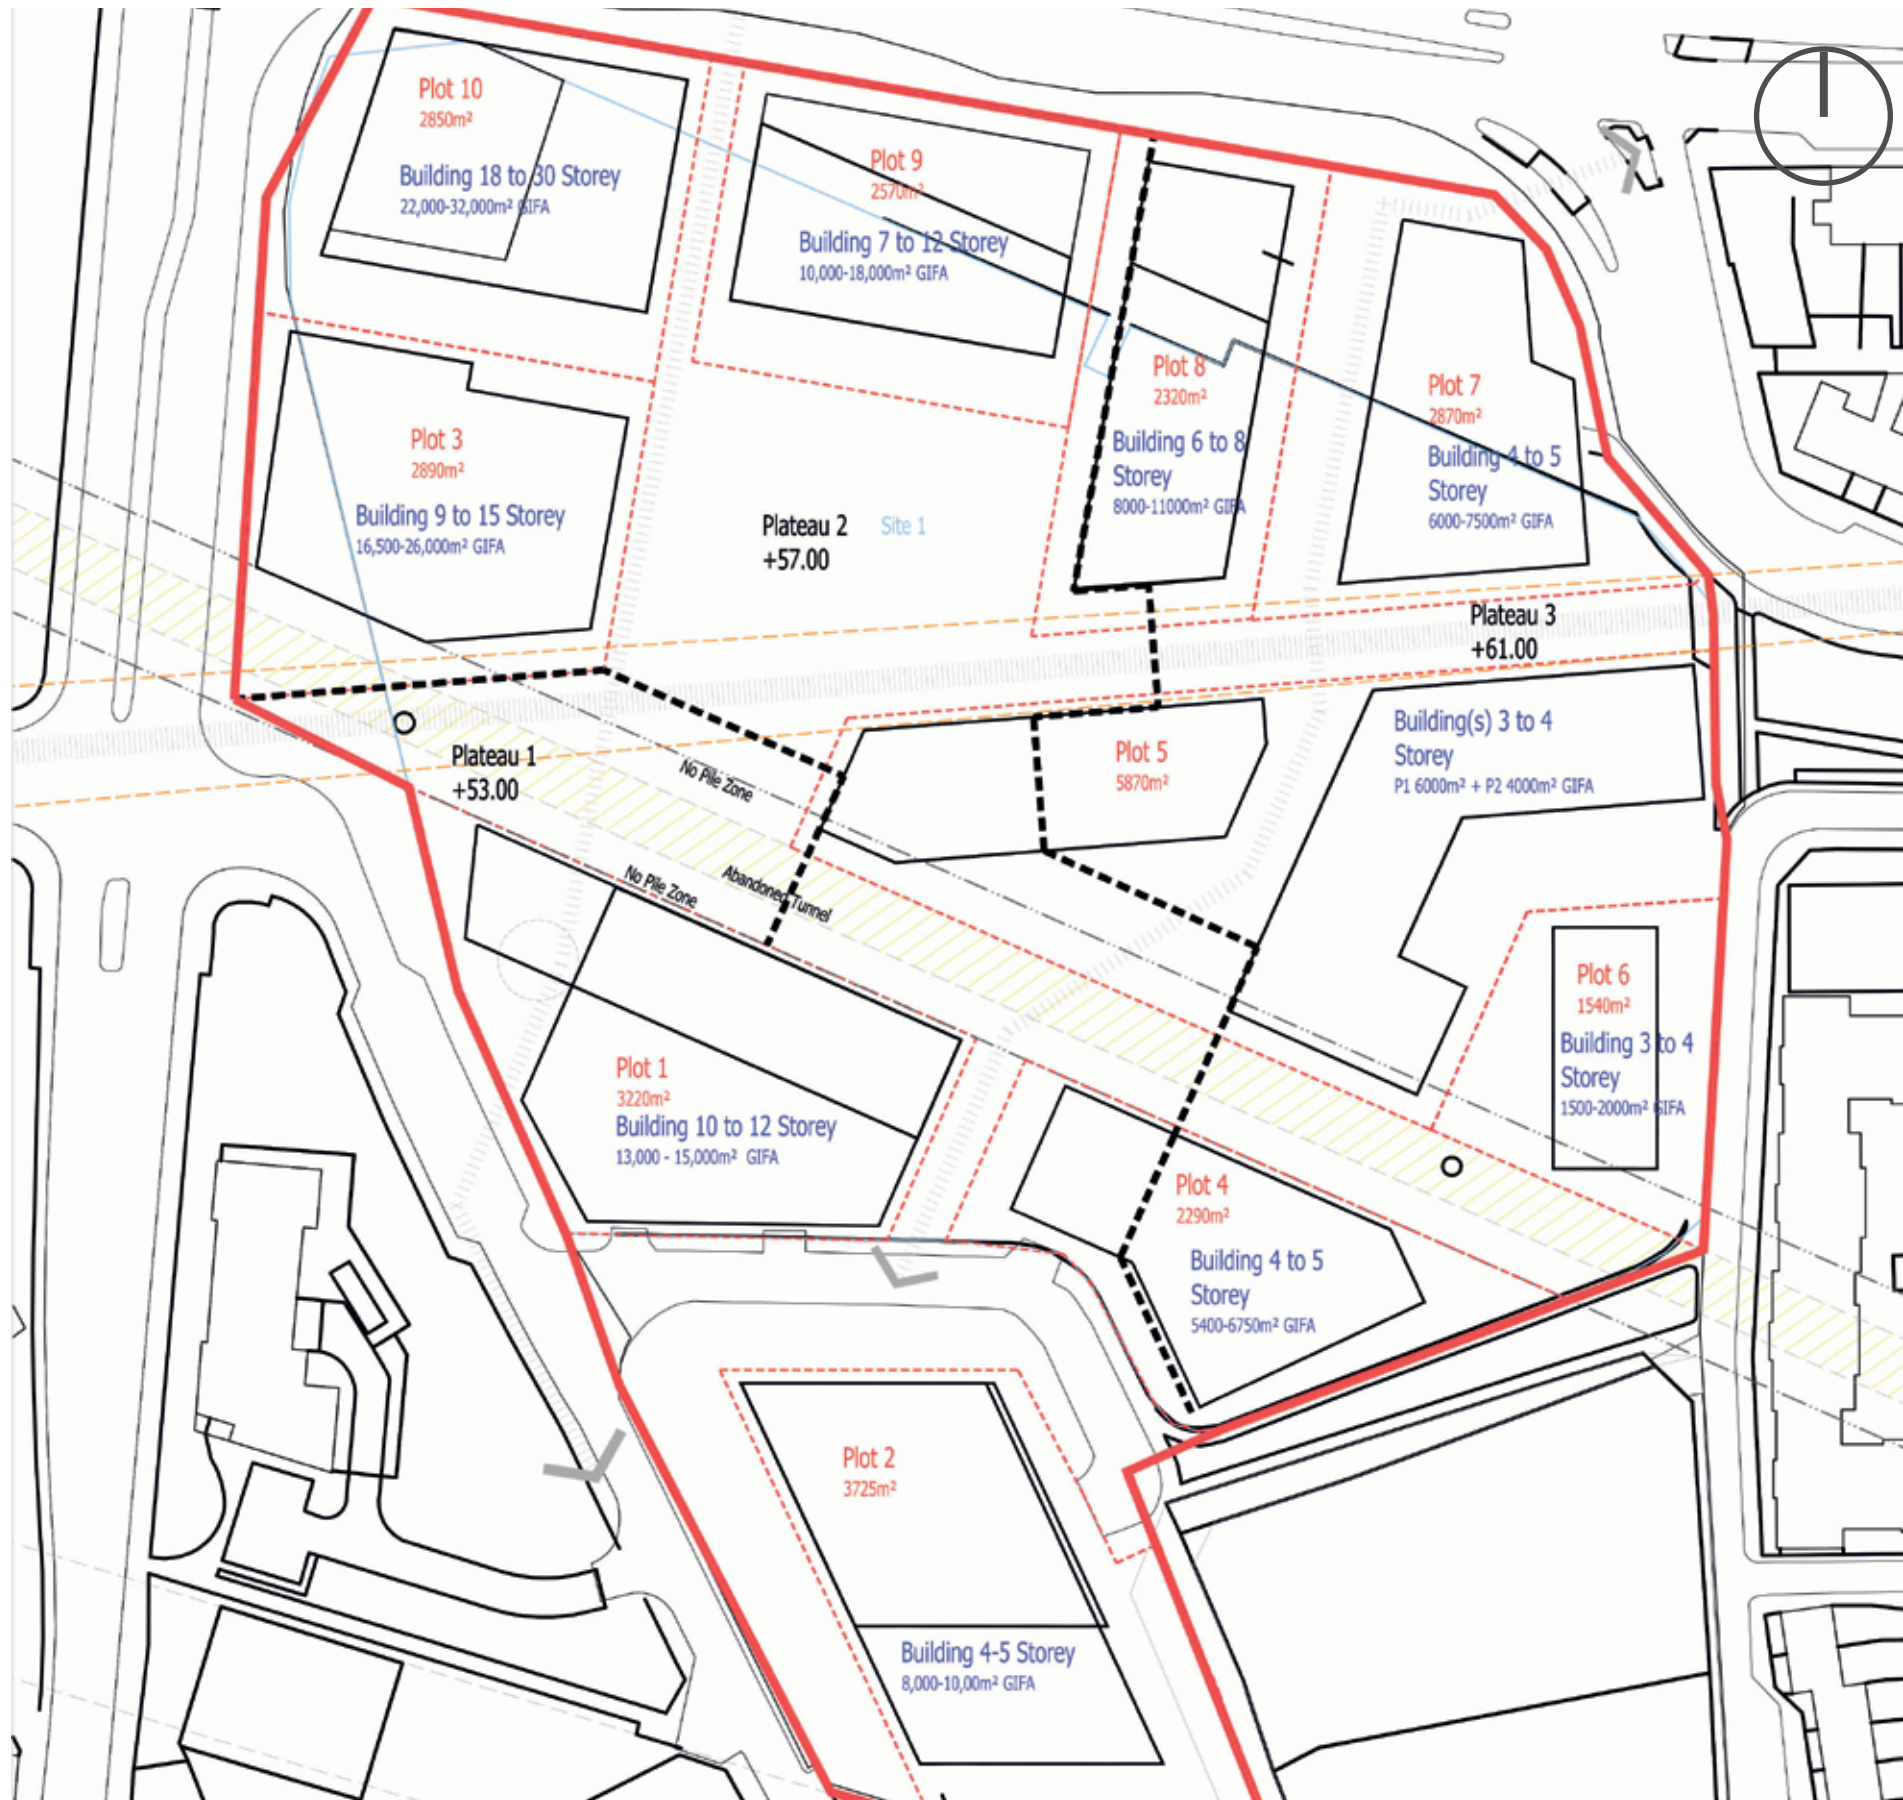 Plot 10
2850m²
Building 18 to 30 Storey
22,000-32,000m² GIFA
Plot 9
2570m²
Building 7 to 12 Storey
10,000-18,000m² GIFA
Plot 8
2320m²
Building 6 to 8
Storey
8000-11000m² GIFA
Plot 7
2870m²
Building 4 to 5
Storey
6000-7500m² GIFA
Plot 3
2890m²
Building 9 to 15 Storey
16,500-26,000m² GIFA
Plateau 2 Site 1
+57.00
Plateau 3
+61.00
Plateau 1
+53.00
No Pile Zone
No Pile Zone
Abandoned Tunnel
Plot 5
5870m²
Building(s) 3 to 4
Storey
P1 6000m² + P2 4000m² GIFA
Plot 6
1540m²
Building 3 to 4
Storey
1500-2000m² GIFA
Plot 1
3220m²
Building 10 to 12 Storey
13,000 - 15,000m² GIFA
Plot 4
2290m²
Building 4 to 5
Storey
5400-6750m² GIFA
Plot 2
3725m²
Building 4-5 Storey
8,000-10,00m² GIFA